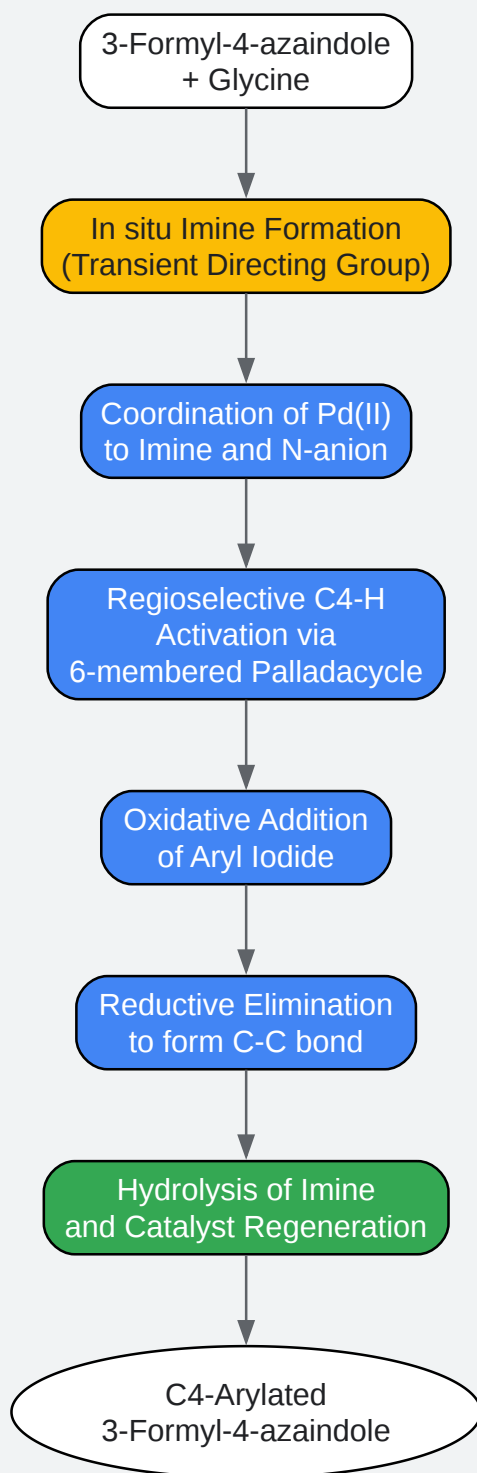 3-Formyl-4-azaindole
+ Glycine
In situ Imine Formation
(Transient Directing Group)
Coordination of Pd(II)
to Imine and N-anion
Regioselective C4-H
Activation via
6-membered Palladacycle
Oxidative Addition
of Aryl Iodide
Reductive Elimination
to form C-C bond
Hydrolysis of Imine
and Catalyst Regeneration
C4-Arylated
3-Formyl-4-azaindole